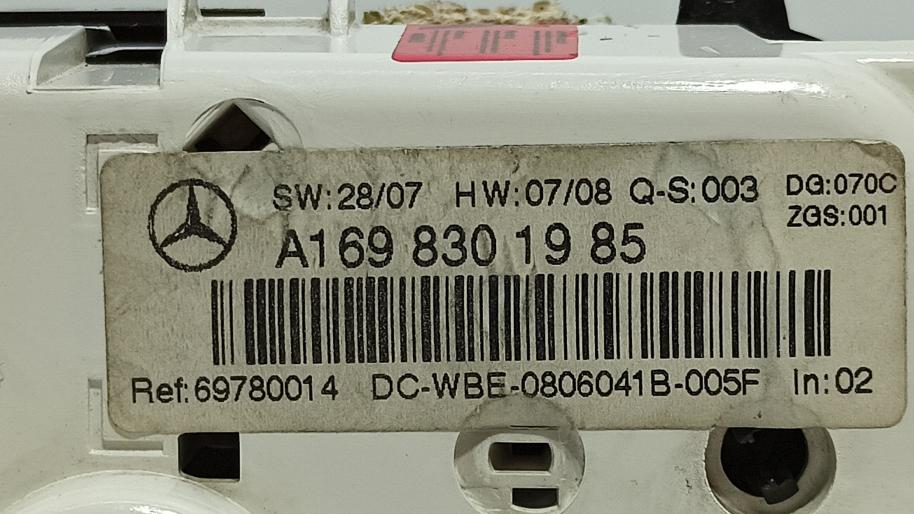 SW:28/07 HW:07/08 Q-S:003 DG:070C
ZGS:001
A169 830 19 85
Ref:69780014 DC-WBE-0806041B-005F In:02